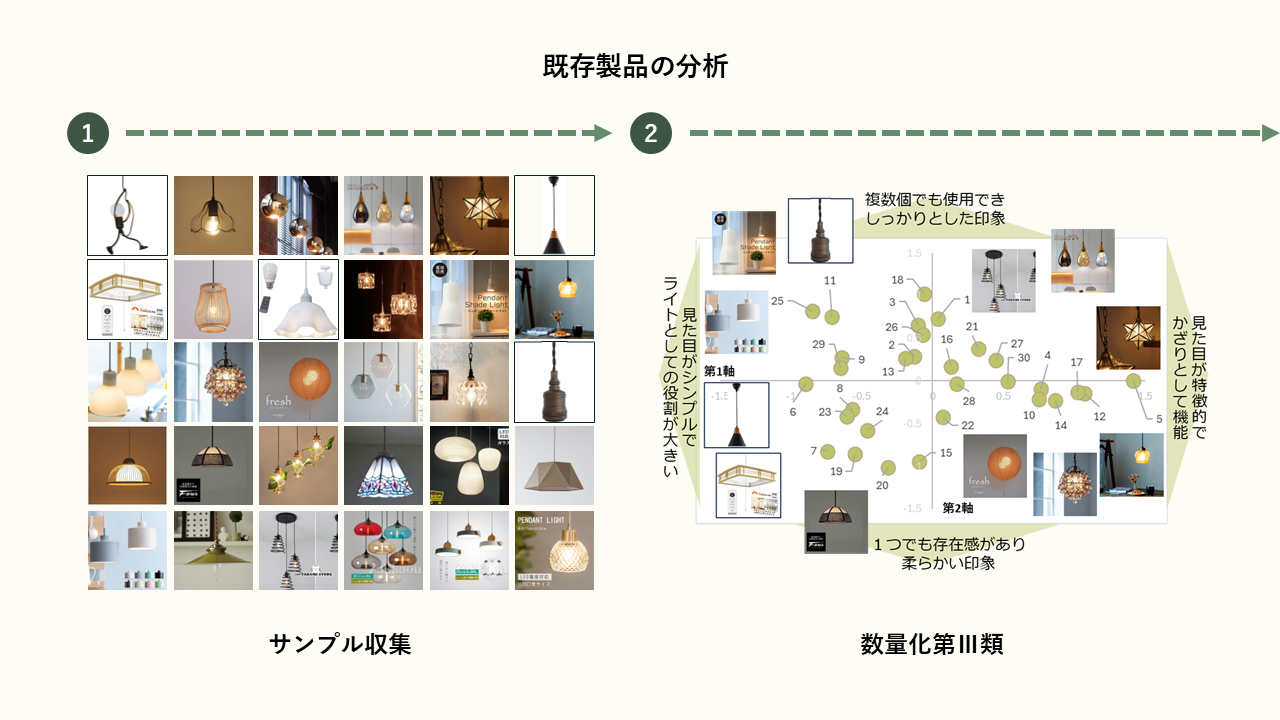 既存製品の分析
1
2
fresh
Pendant
Shade Light
PENDANT LIGHT
サンプル収集
複数個でも使用でき
しっかりとした印象
Pendant
Shade Light
見た目がシンプルで
ライトとしての役割が大きい
見た目が特徴的で
かざりとして機能
第1軸
第2軸
1.5
0.5
0
-0.5
-1.5
-1.5
-1
-0.5
0
0.5
1.5
11
18
25
3
1
26
21
29
9
2
13
16
27
30
4
17
6
8
23
24
28
22
10
14
12
5
7
19
20
15
fresh
１つでも存在感があり
柔らかい印象
数量化第Ⅲ類